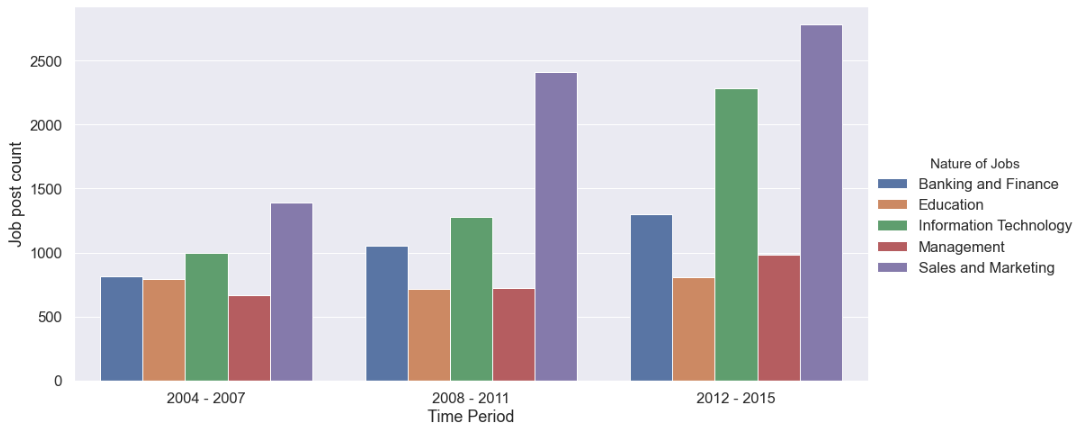 Job post count
2500
2000
1500
1000
500
0
2004 - 2007
2008 - 2011
2012 - 2015
Time Period
Nature of Jobs
Banking and Finance
Education
Information Technology
Management
Sales and Marketing